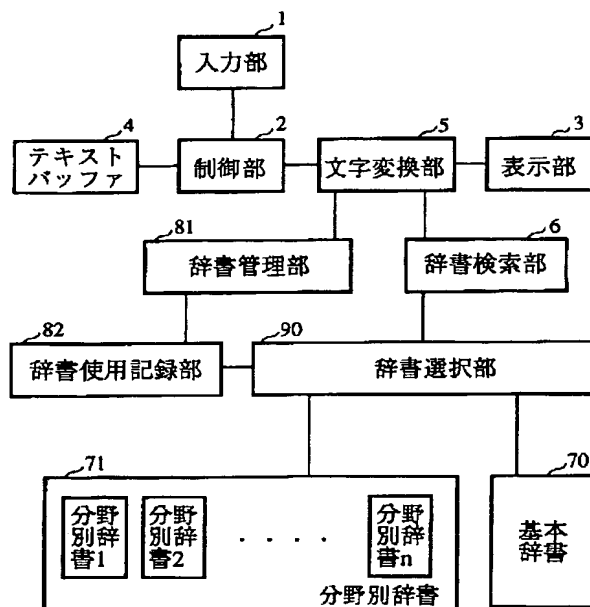 1
入力部
4
2
5
3
テキスト
バッファ
制御部
文字変換部
表示部
81
6
辞書管理部
辞書検索部
82
90
辞書使用記録部
辞書選択部
71
70
分野
別辞
書1
分野
別辞
書2
・・・・
分野
別辞
書n
分野別辞書
基本
辞書